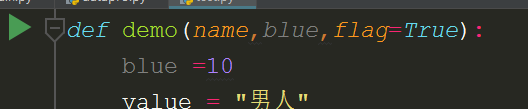 def demo(name,blue,flag=True):
blue =10
value = "男人"